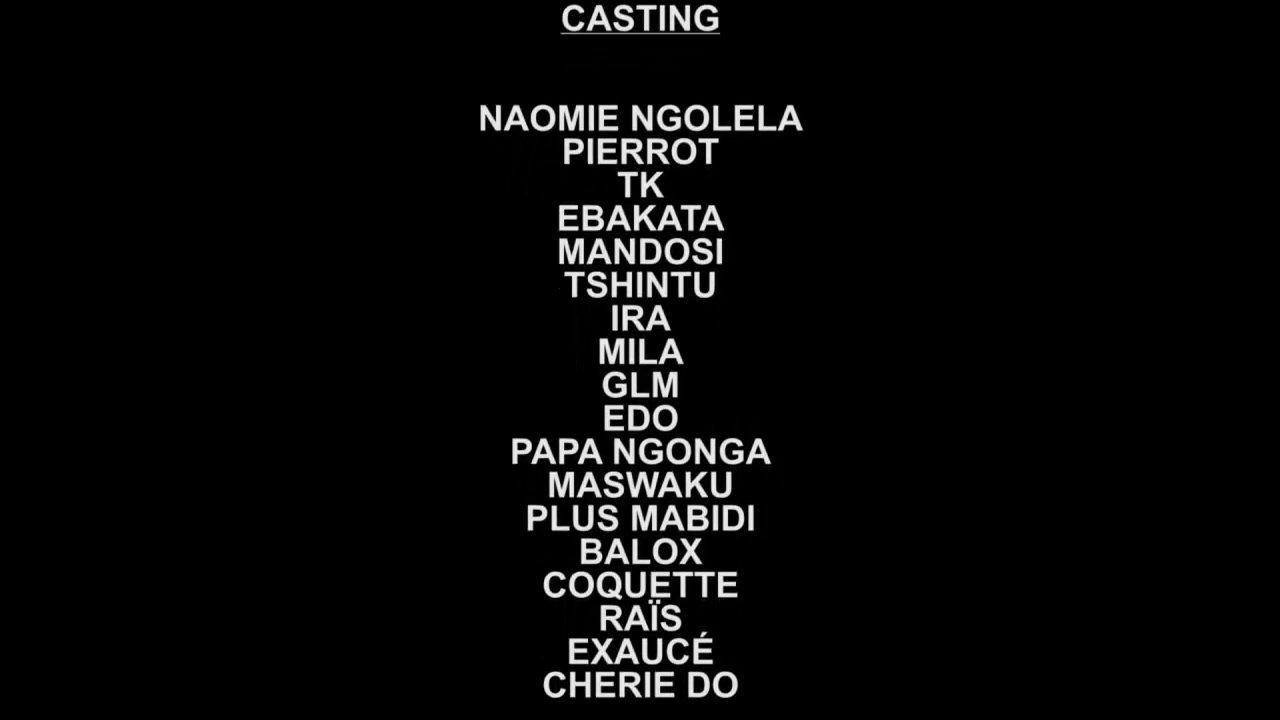 CASTING
NAOMIE NGOLELA
PIERROT
TK
EBAKATA
MANDOSI
TSHINTU
IRA
MILA
GLM
EDO
PAPA NGONGA
MASWAKU
PLUS MABIDI
BALOX
COQUETTE
RAÏS
EXAUCÉ
CHERIE DO